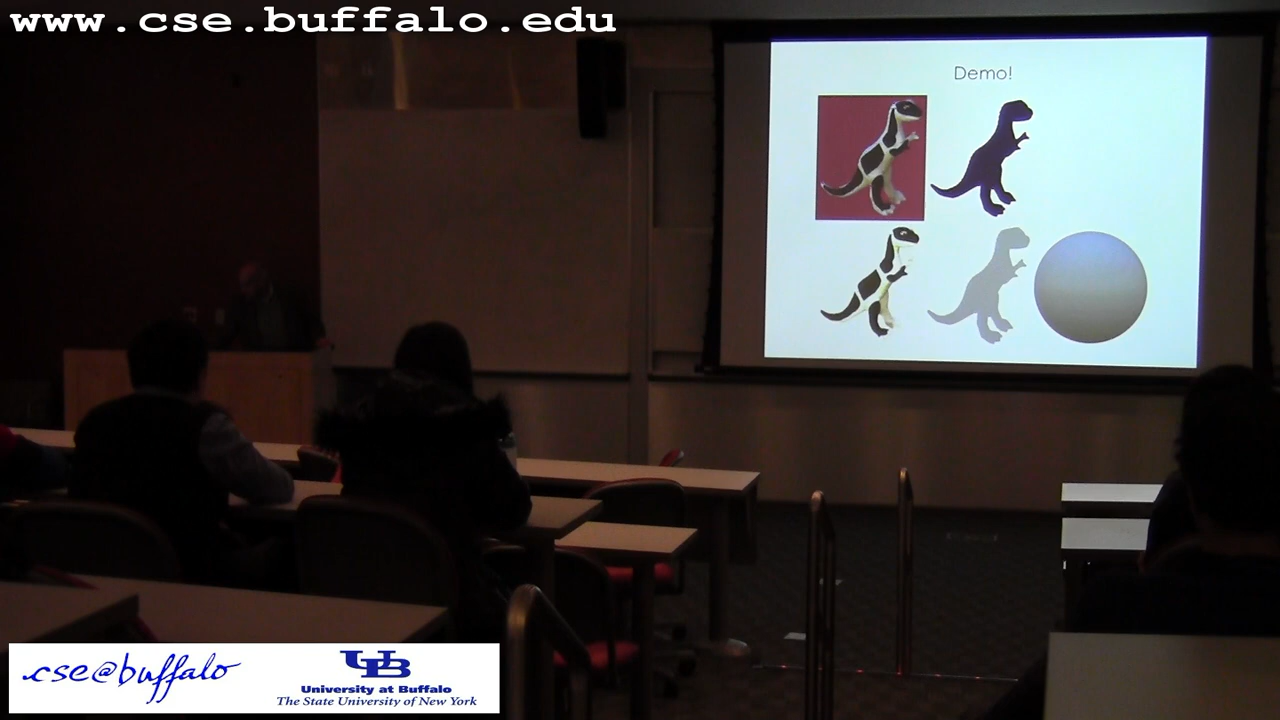 www.cse.buffalo.edu
Demo!
cse@buffalo
UB
University at Buffalo
The State University of New York